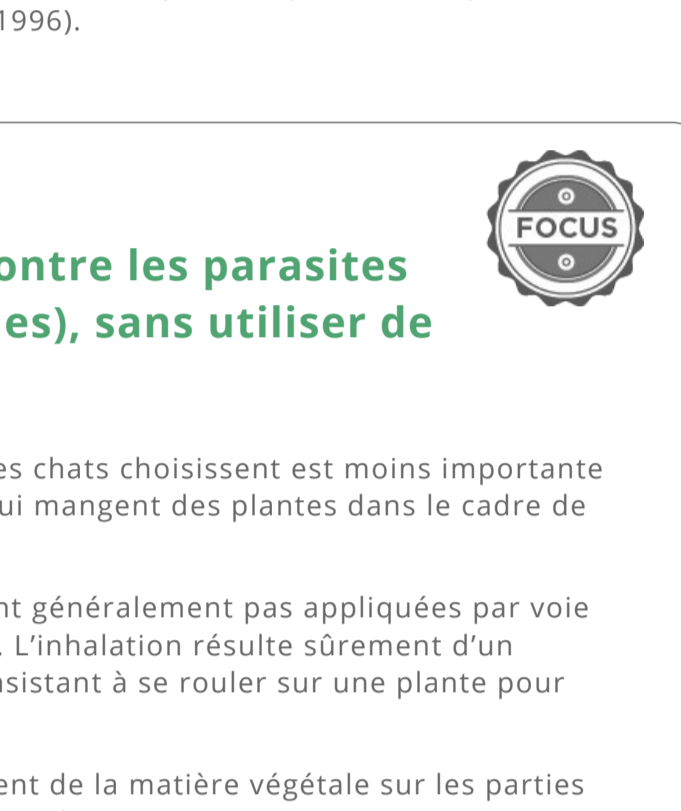 1996).
FOCUS
ontre les parasites
es), sans utiliser de
es chats choisissent est moins importante
ui mangent des plantes dans le cadre de
nt généralement pas appliquées par voie
. L’inhalation résulte sûrement d’un
nsistant à se rouler sur une plante pour
ent de la matière végétale sur les parties